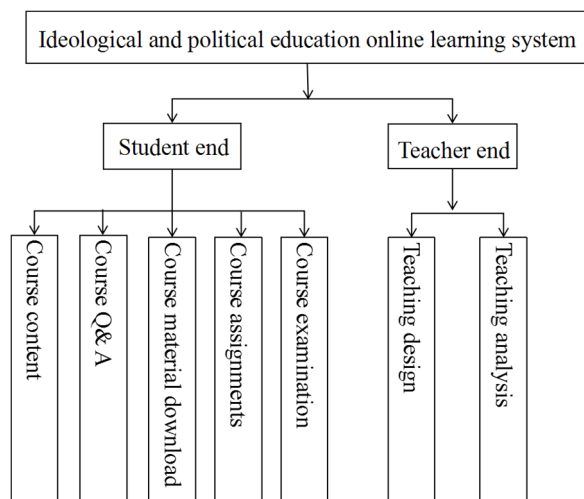 Ideological and political education online learning system
Student end
Teacher end
Course content
Course Q& A
Course material download
Course assignments
Course examination
Teaching design
Teaching analysis